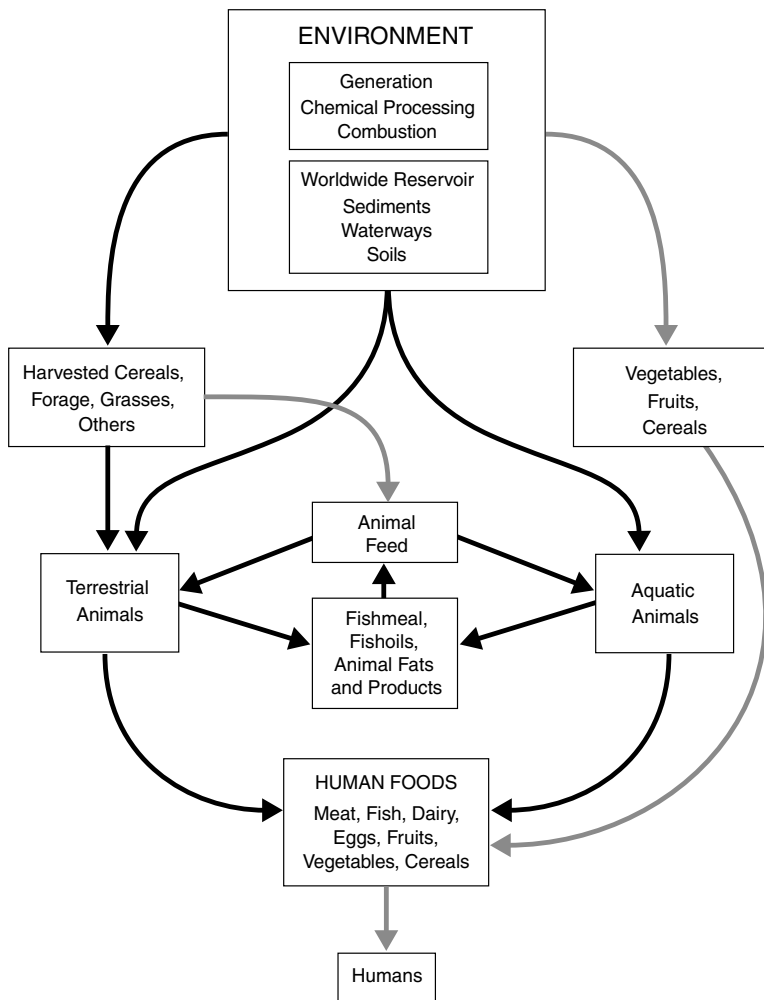 ENVIRONMENT
Generation
Chemical Processing
Combustion
Worldwide Reservoir
Sediments
Waterways
Soils
Harvested Cereals,
Forage, Grasses,
Others
Vegetables,
Fruits,
Cereals
Animal
Feed
Terrestrial
Animals
Fishmeal,
Fishoils,
Animal Fats
and Products
Aquatic
Animals
HUMAN FOODS
Meat, Fish, Dairy,
Eggs, Fruits,
Vegetables, Cereals
Humans